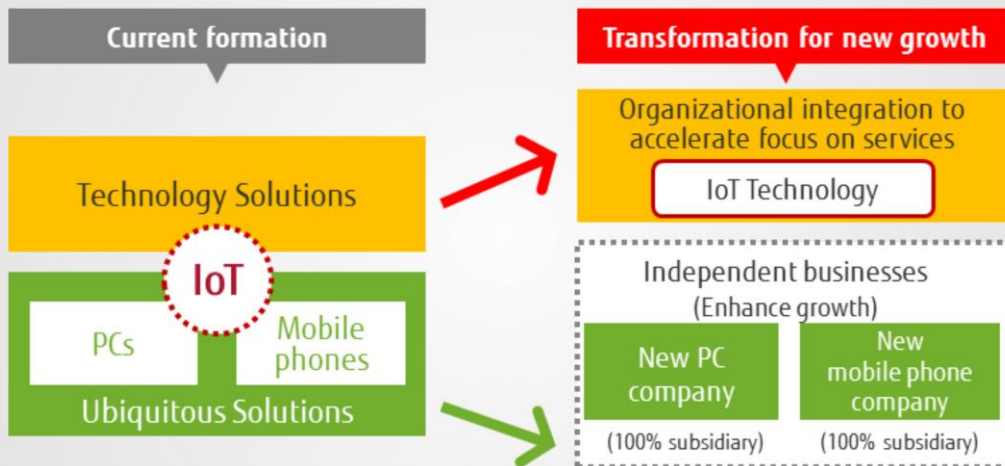 Current formation
Technology Solutions
IoT
PCs
Mobile
phones
Ubiquitous Solutions
Transformation for new growth
Organizational integration to
accelerate focus on services
IoT Technology
Independent businesses
(Enhance growth)
New PC
company
(100% subsidiary)
New
mobile phone
company
(100% subsidiary)